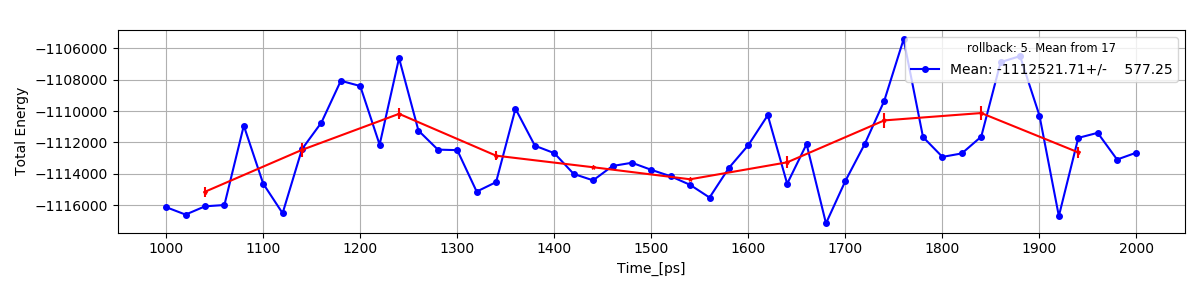 rollback: 5. Mean from 17
Mean: -1112521.71+/-    577.25
Total Energy
−1106000
−1108000
−1110000
−1112000
−1114000
−1116000
1000 1100 1200 1300 1400 1500 1600 1700 1800 1900 2000
Time_[ps]